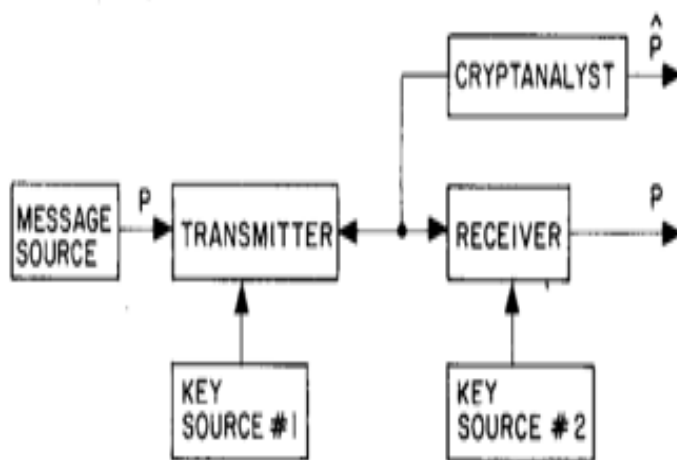 P̂
CRYPTANALYST
MESSAGE
SOURCE
P
TRANSMITTER
RECEIVER
P
KEY
SOURCE #1
KEY
SOURCE #2